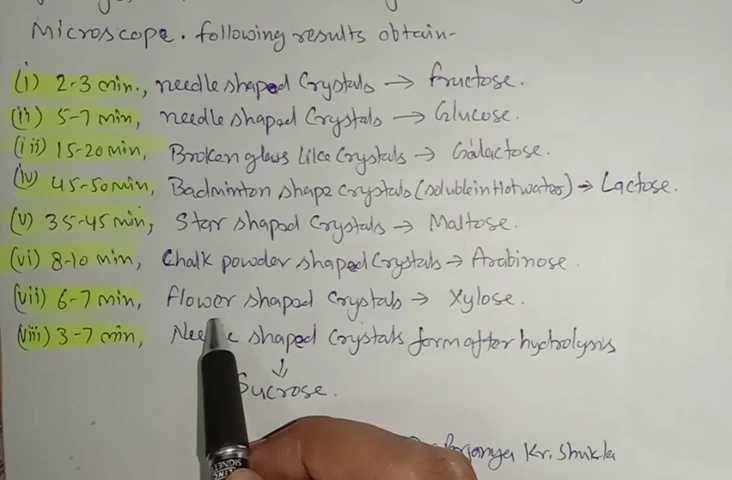 Microscope. following results obtain-
(i) 2-3 min., needle shaped Crystals → fructose.
(ii) 5-7 min, needle shaped Crystals → Glucose.
(iii) 15-20 min, Broken glass like Crystals → Galactose.
(iv) 45-50 min, Badminton shape crystals (soluble in Hot water) → Lactose.
(v) 35-45 min, Star shaped Crystals → Maltose.
(vi) 8-10 min, Chalk powder shaped Crystals → Arabinose.
(vii) 6-7 min, flower shaped Crystals → Xylose.
(viii) 3-7 min, shaped Crystals form after hydrolysis
↓
Sucrose.
Kr. Shukla